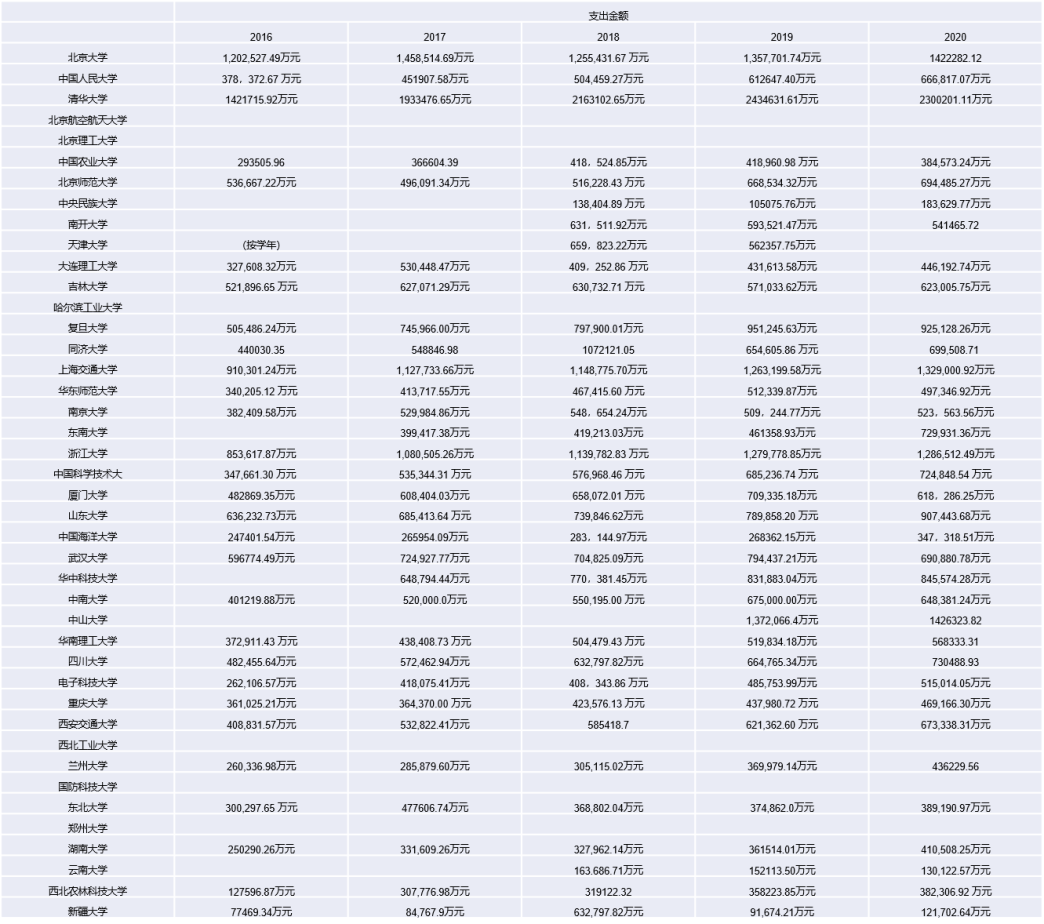 支出金额
2016 2017 2018 2019 2020
北京大学 1,202,527.49万元 1,458,514.69万元 1,255,431.67 万元 1,357,701.74万元 1422282.12
中国人民大学 378，372.67 万元 451907.58万元 504,459.27万元 612647.40万元 666,817.07万元
清华大学 1421715.92万元 1933476.65万元 2163102.65万元 2434631.61万元 2300201.11万元
北京航空航天大学
北京理工大学
中国农业大学 293505.96 366604.39 418，524.85万元 418,960.98 万元 384,573.24万元
北京师范大学 536,667.22万元 496,091.34万元 516,228.43 万元 668,534.32万元 694,485.27万元
中央民族大学 138,404.89 万元 105075.76万元 183,629.77万元
南开大学 631，511.92万元 593,521.47万元 541465.72
天津大学 (按学年) 659，823.22万元 562357.75万元
大连理工大学 327,608.32万元 530,448.47万元 409，252.86 万元 431,613.58万元 446,192.74万元
吉林大学 521,896.65 万元 627,071.29万元 630,732.71 万元 571,033.62万元 623,005.75万元
哈尔滨工业大学
复旦大学 505,486.24万元 745,966.00万元 797,900.01万元 951,245.63万元 925,128.26万元
同济大学 440030.35 548846.98 1072121.05 654,605.86 万元 699,508.71
上海交通大学 910,301.24万元 1,127,733.66万元 1,148,775.70万元 1,263,199.58万元 1,329,000.92万元
华东师范大学 340,205.12 万元 413,717.55万元 467,415.60 万元 512,339.87万元 497,346.92万元
南京大学 382,409.58万元 529,984.86万元 548，654.24万元 509，244.77万元 523，563.56万元
东南大学 399,417.38万元 419,213.03万元 461358.93万元 729,931.36万元
浙江大学 853,617.87万元 1,080,505.26万元 1,139,782.83 万元 1,279,778.85万元 1,286,512.49万元
中国科学技术大 347,661.30 万元 535,344.31 万元 576,968.46 万元 685,236.74 万元 724,848.54 万元
厦门大学 482869.35万元 608,404.03万元 658,072.01 万元 709,335.18万元 618，286.25万元
山东大学 636,232.73万元 685,413.64 万元 739,846.62万元 789,858.20 万元 907,443.68万元
中国海洋大学 247401.54万元 265954.09万元 283，144.97万元 268362.15万元 347，318.51万元
武汉大学 596774.49万元 724,927.77万元 704,825.09万元 794,437.21万元 690,880.78万元
华中科技大学 648,794.44万元 770，381.45万元 831,883.04万元 845,574.28万元
中南大学 401219.88万元 520,000.0万元 550,195.00 万元 675,000.00万元 648,381.24万元
中山大学 1,372,066.4万元 1426323.82
华南理工大学 372,911.43 万元 438,408.73 万元 504,479.43 万元 519,834.18万元 568333.31
四川大学 482,455.64万元 572,462.94万元 632,797.82万元 664,765.34万元 730488.93
电子科技大学 262,106.57万元 418,075.41万元 408，343.86 万元 485,753.99万元 515,014.05万元
重庆大学 361,025.21万元 364,370.00 万元 423,576.13 万元 437,980.72 万元 469,166.30万元
西安交通大学 408,831.57万元 532,822.41万元 585418.7 621,362.60 万元 673,338.31万元
西北工业大学
兰州大学 260,336.98万元 285,879.60万元 305,115.02万元 369,979.14万元 436229.56
国防科技大学
东北大学 300,297.65 万元 477606.74万元 368,802.04万元 374,862.0万元 389,190.97万元
郑州大学
湖南大学 250290.26万元 331,609.26万元 327,962.14万元 361514.01万元 410,508.25万元
云南大学 163.686.71万元 152113.50万元 130,122.57万元
西北农林科技大学 127596.87万元 307,776.98万元 319122.32 358223.85万元 382,306.92 万元
新疆大学 77469.34万元 84,767.9万元 632,797.82万元 91,674.21万元 121,702.64万元